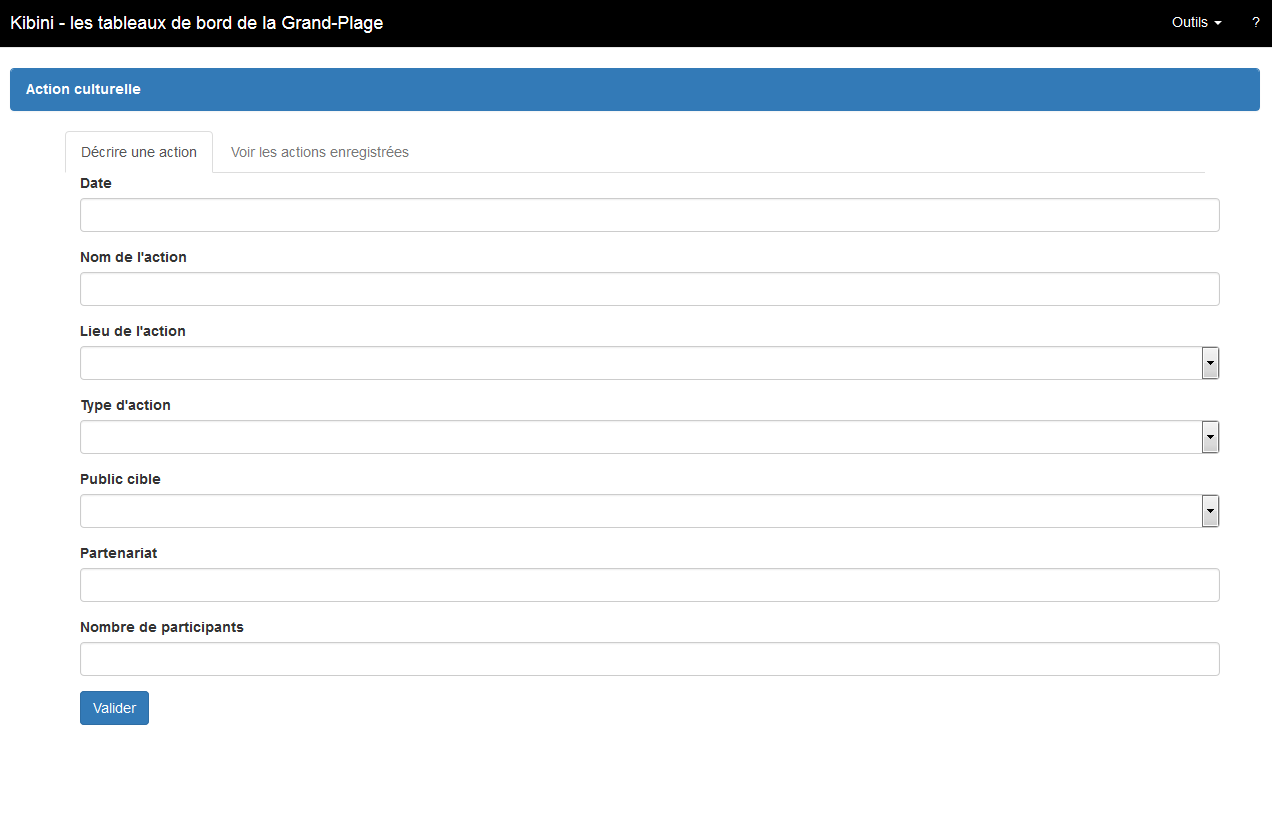 Kibini - les tableaux de bord de la Grand-Plage
Outils
?
Action culturelle
Décrire une action
Voir les actions enregistrées
Date
Nom de l'action
Lieu de l'action
Type d'action
Public cible
Partenariat
Nombre de participants
Valider